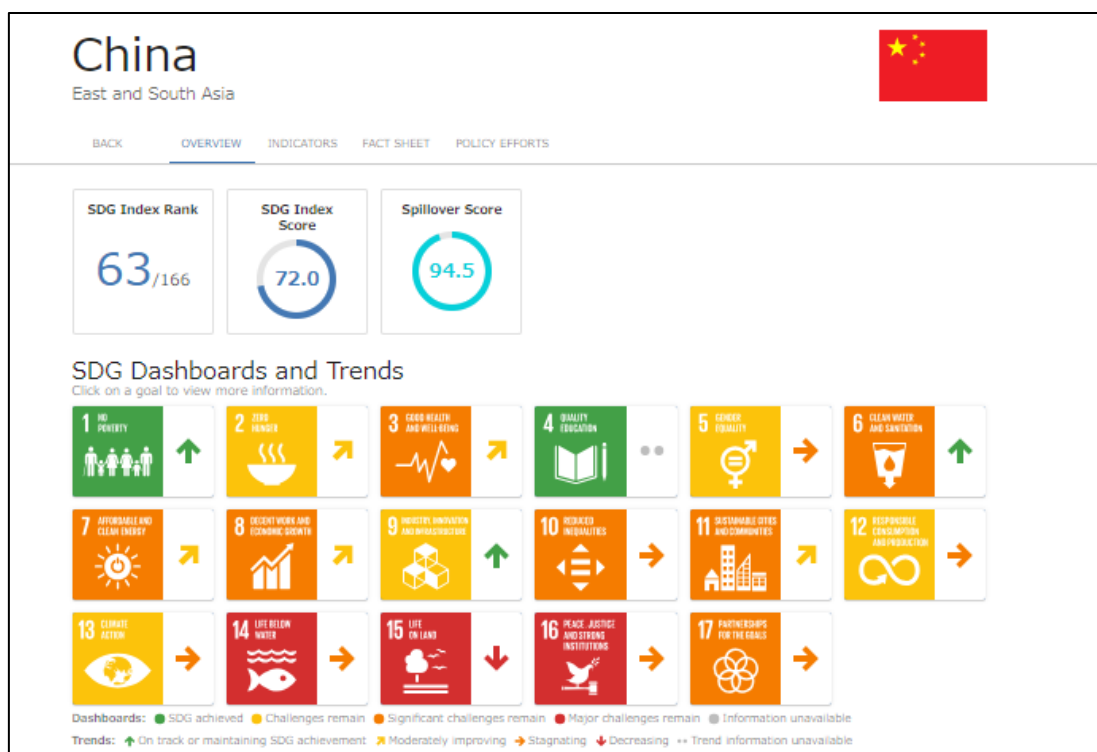 China
East and South Asia
BACK OVERVIEW INDICATORS FACT SHEET POLICY EFFORTS
SDG Index Rank
63/166
SDG Index
Score
72.0
Spillover Score
94.5
SDG Dashboards and Trends
Click on a goal to view more information.
1 NO
POVERTY
2 ZERO
HUNGER
3 GOOD HEALTH
AND WELL-BEING
4 QUALITY
EDUCATION
5 GENDER
EQUALITY
6 CLEAN WATER
AND SANITATION
7 AFFORDABLE AND
CLEAN ENERGY
8 DECENT WORK AND
ECONOMIC GROWTH
9 INDUSTRY, INNOVATION
AND INFRASTRUCTURE
10 REDUCED
INEQUALITIES
11 SUSTAINABLE CITIES
AND COMMUNITIES
12 RESPONSIBLE
CONSUMPTION
AND PRODUCTION
13 CLIMATE
ACTION
14 LIFE BELOW
WATER
15 LIFE
ON LAND
16 PEACE, JUSTICE
AND STRONG
INSTITUTIONS
17 PARTNERSHIPS
FOR THE GOALS
Dashboards: SDG achieved Challenges remain Significant challenges remain Major challenges remain Information unavailable
Trends: On track or maintaining SDG achievement Moderately improving Stagnating Decreasing Trend information unavailable